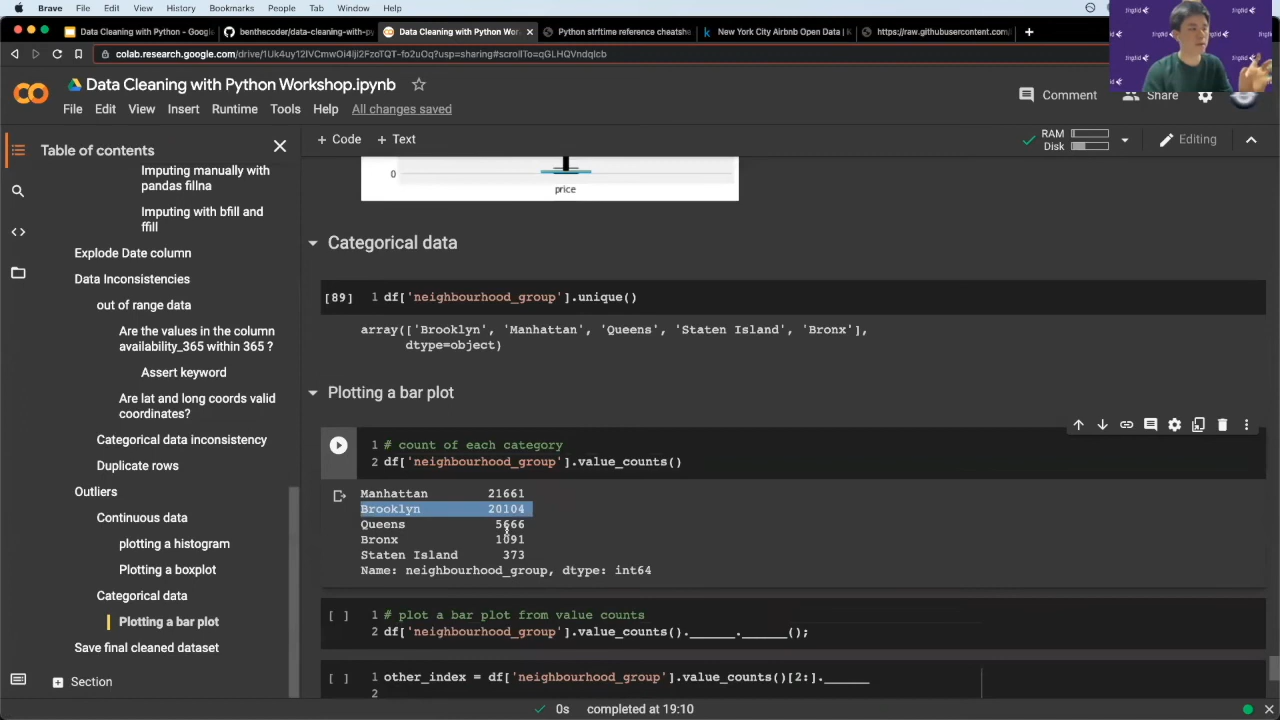 Edit
View
History
Bookmarks
People
Tab
Window
Help
Data Cleaning with Python - Google
benthecoder/data-cleaning-with-py
Data Cleaning with Python Wor
Python strftime reference cheatshe
New York City Airbnb Open Data | K
https://raw.githubusercontent.com/
colab.research.google.com/drive/1Uk4uy12IVCmwOi4Iji2FzoTQT-fo2uOq?usp=sharing#scrollTo=qGLHQVndqlcb
Data Cleaning with Python Workshop.ipynb
File Edit View Insert Runtime Tools Help All changes saved
Comment
Share
Table of contents
+ Code + Text
RAM
Disk
Editing
Imputing manually with
pandas fillna
Imputing with bfill and
ffill
Explode Date column
Data Inconsistencies
out of range data
Are the values in the column
availability_365 within 365 ?
Assert keyword
Are lat and long coords valid
coordinates?
Categorical data inconsistency
Duplicate rows
Outliers
Continuous data
plotting a histogram
Plotting a boxplot
Categorical data
Plotting a bar plot
Save final cleaned dataset
Section
0
price
Categorical data
[89] 1 df['neighbourhood_group'].unique()
array(['Brooklyn', 'Manhattan', 'Queens', 'Staten Island', 'Bronx'],
dtype=object)
Plotting a bar plot
1 # count of each category
2 df['neighbourhood_group'].value_counts()
Manhattan 21661
Brooklyn 20104
Queens 5666
Bronx 1091
Staten Island 373
Name: neighbourhood_group, dtype: int64
[ ] 1 # plot a bar plot from value counts
2 df['neighbourhood_group'].value_counts().______.______();
[ ] 1 other_index = df['neighbourhood_group'].value_counts()[2:].______
2
0s completed at 19:10